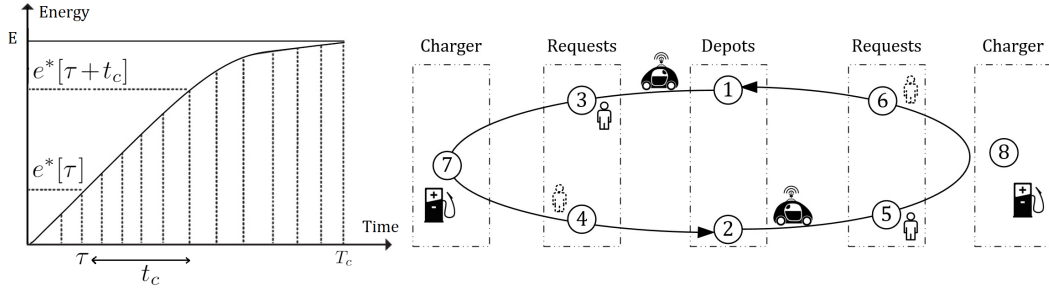 Energy
E
e*[τ + t_c]
e*[τ]
Time
τ
t_c
T_c
Charger
Requests
Depots
Requests
Charger
1
3
6
7
8
4
2
5